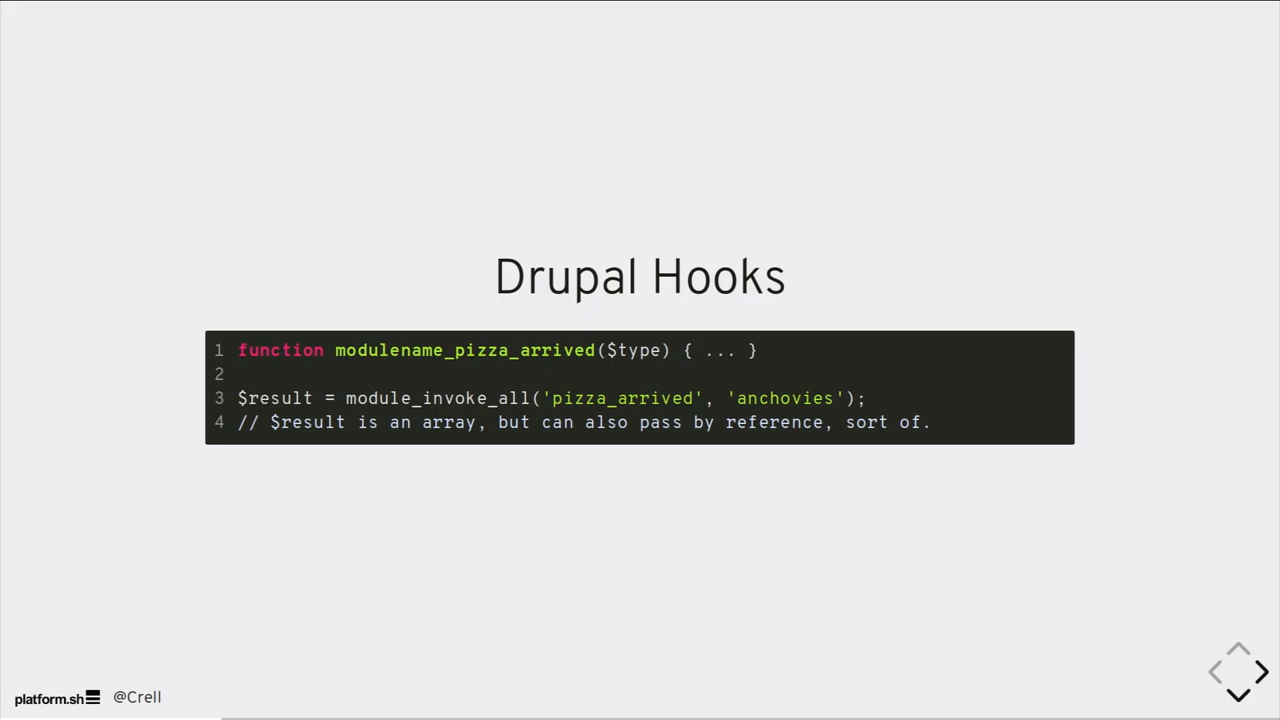 Drupal Hooks
1 function modulename_pizza_arrived($type) { ... }
2
3 $result = module_invoke_all('pizza_arrived', 'anchovies');
4 // $result is an array, but can also pass by reference, sort of.
platform.sh @Crell